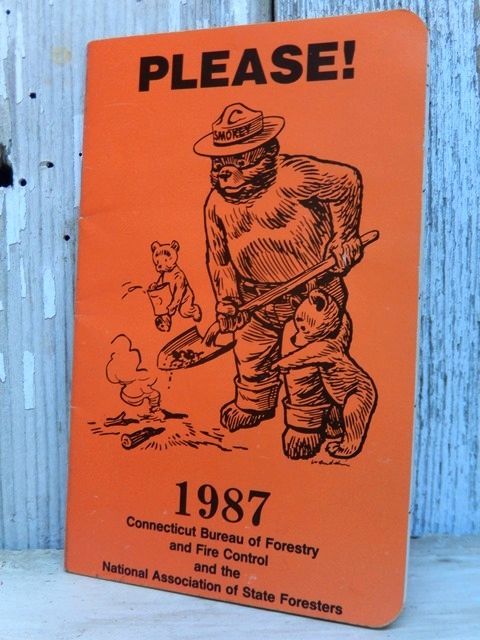 PLEASE!
C
SMOKEY
1987
Connecticut Bureau of Forestry
and Fire Control
and the
National Association of State Foresters